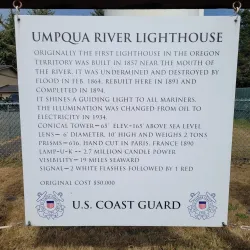 UMPQUA RIVER LIGHTHOUSE
ORIGINALLY THE FIRST LIGHTHOUSE IN THE OREGON
TERRITORY WAS BUILT IN 1857 NEAR THE MOUTH OF
THE RIVER. IT WAS UNDERMINED AND DESTROYED BY
FLOOD IN FEB. 1864. REBUILT HERE IN 1891 AND
COMPLETED IN 1894.
IT SHINES A GUIDING LIGHT TO ALL MARINERS.
THE ILLUMINATION WAS CHANGED FROM OIL TO
ELECTRICITY IN 1934.
CONICAL TOWER - 65' ELEV-165' ABOVE SEA LEVEL
LENS - 6' DIAMETER, 10' HIGH AND WEIGHS 2 TONS
PRISMS - 616, HAND CUT IN PARIS, FRANCE 1890
LAMP-U-K -- 2.7 MILLION CANDLE POWER
VISIBILITY - 19 MILES SEAWARD
SIGNAL - 2 WHITE FLASHES FOLLOWED BY 1 RED
ORIGINAL COST $50,000
U.S. COAST GUARD